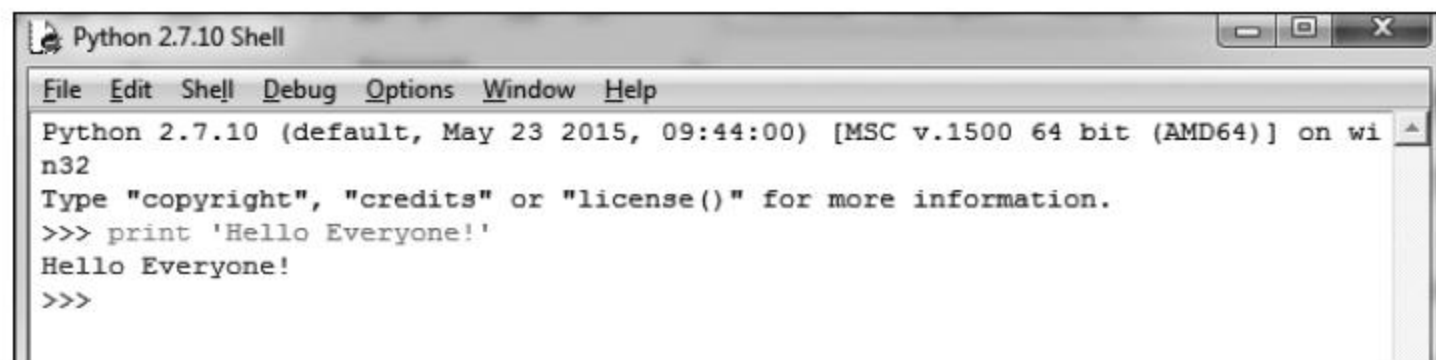 Python 2.7.10 Shell
File Edit Shell Debug Options Window Help
Python 2.7.10 (default, May 23 2015, 09:44:00) [MSC v.1500 64 bit (AMD64)] on wi
n32
Type "copyright", "credits" or "license()" for more information.
>>> print 'Hello Everyone!'
Hello Everyone!
>>>